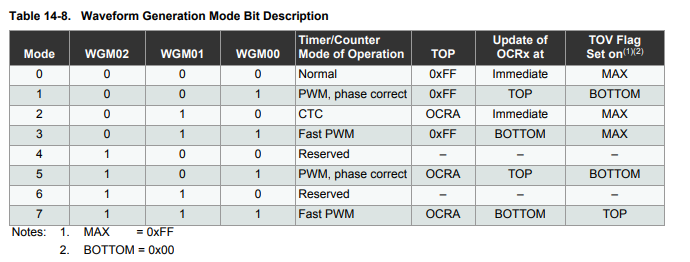 Table 14-8. Waveform Generation Mode Bit Description
Mode WGM02 WGM01 WGM00 Timer/Counter Mode of Operation TOP Update of OCRx at TOV Flag Set on(1)(2)
0 0 0 0 Normal 0xFF Immediate MAX
1 0 0 1 PWM, phase correct 0xFF TOP BOTTOM
2 0 1 0 CTC OCRA Immediate MAX
3 0 1 1 Fast PWM 0xFF BOTTOM MAX
4 1 0 0 Reserved – – –
5 1 0 1 PWM, phase correct OCRA TOP BOTTOM
6 1 1 0 Reserved – – –
7 1 1 1 Fast PWM OCRA BOTTOM TOP
Notes: 1. MAX = 0xFF
2. BOTTOM = 0x00